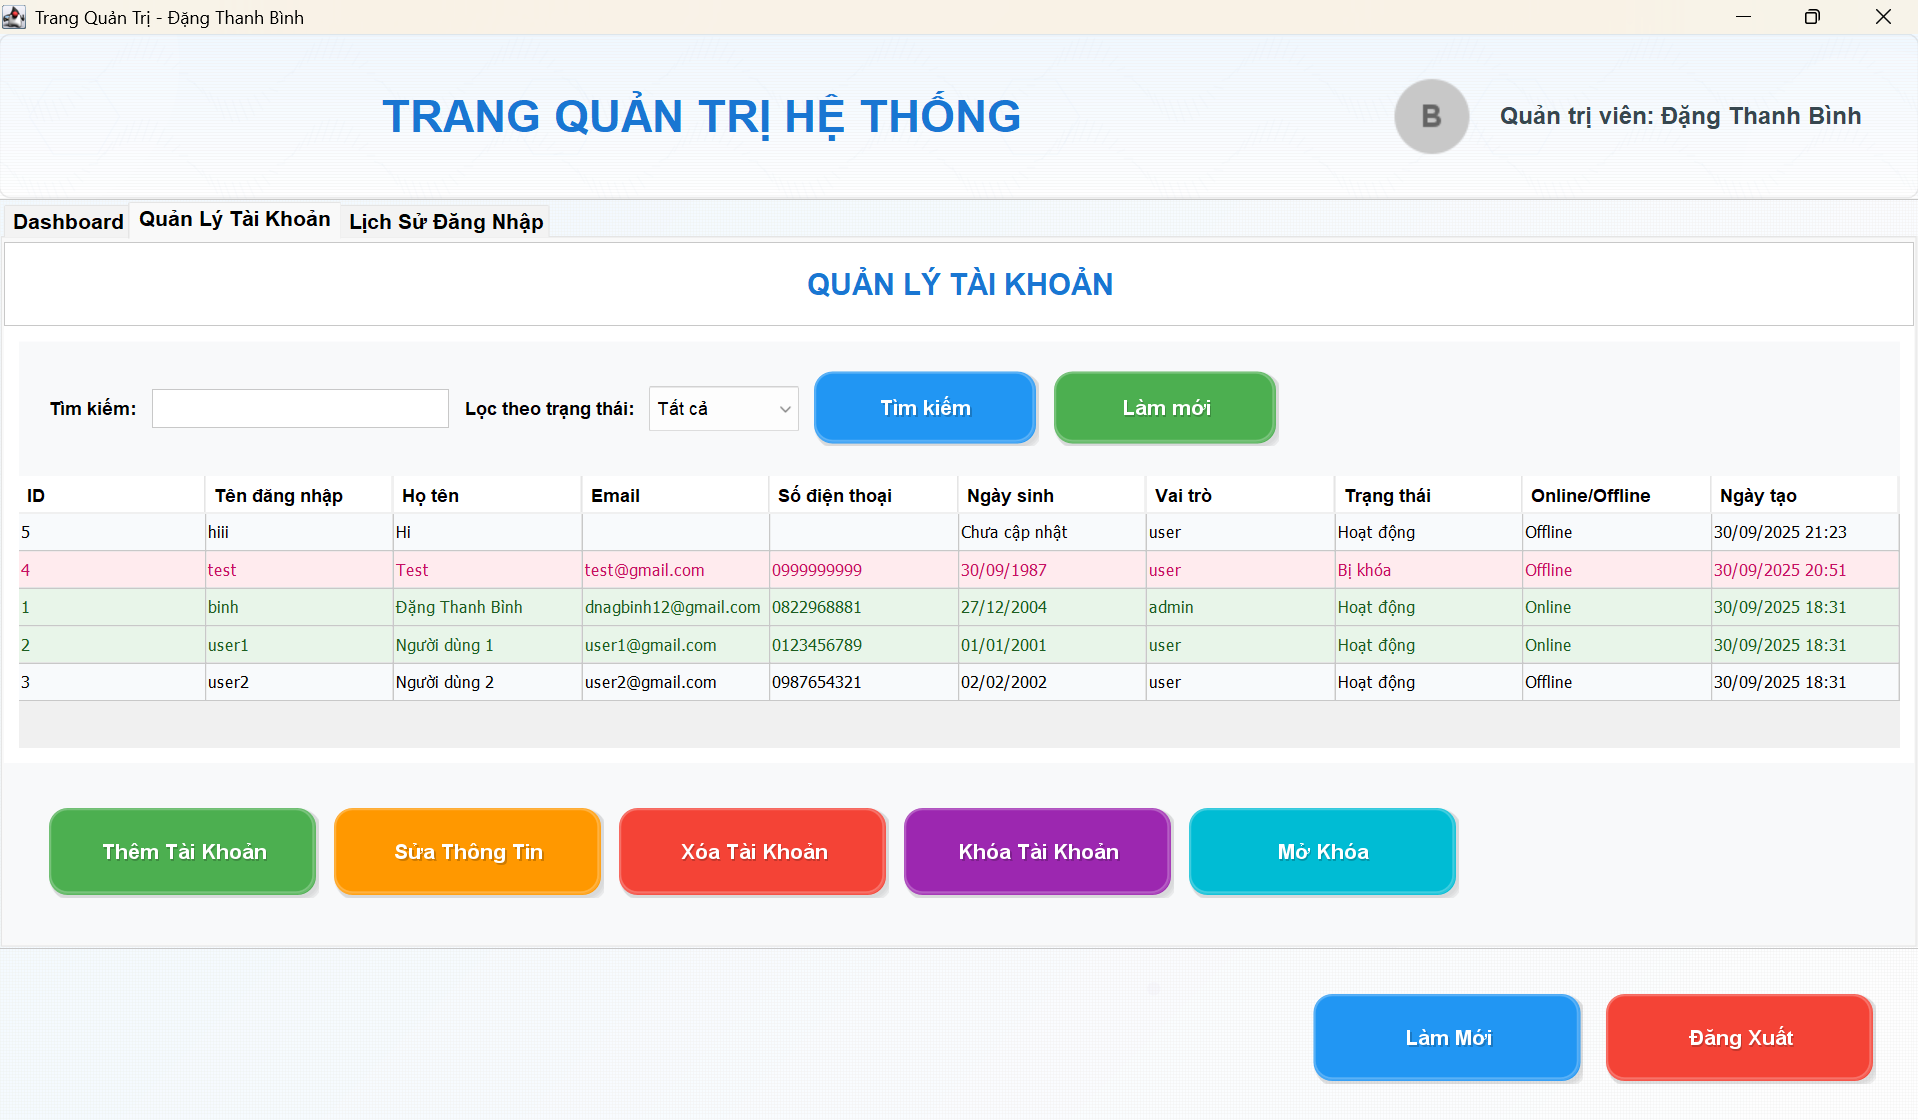 Trang Quản Trị - Đặng Thanh Bình
TRANG QUẢN TRỊ HỆ THỐNG
B
Quản trị viên: Đặng Thanh Bình
Dashboard Quản Lý Tài Khoản Lịch Sử Đăng Nhập
QUẢN LÝ TÀI KHOẢN
Tìm kiếm: Lọc theo trạng thái: Tất cả Tìm kiếm Làm mới
ID Tên đăng nhập Họ tên Email Số điện thoại Ngày sinh Vai trò Trạng thái Online/Offline Ngày tạo
5 hiii Hi Chưa cập nhật user Hoạt động Offline 30/09/2025 21:23
4 test Test test@gmail.com 0999999999 30/09/1987 user Bị khóa Offline 30/09/2025 20:51
1 binh Đặng Thanh Bình dnagbinh12@gmail.com 0822968881 27/12/2004 admin Hoạt động Online 30/09/2025 18:31
2 user1 Người dùng 1 user1@gmail.com 0123456789 01/01/2001 user Hoạt động Online 30/09/2025 18:31
3 user2 Người dùng 2 user2@gmail.com 0987654321 02/02/2002 user Hoạt động Offline 30/09/2025 18:31
Thêm Tài Khoản Sửa Thông Tin Xóa Tài Khoản Khóa Tài Khoản Mở Khóa
Làm Mới Đăng Xuất